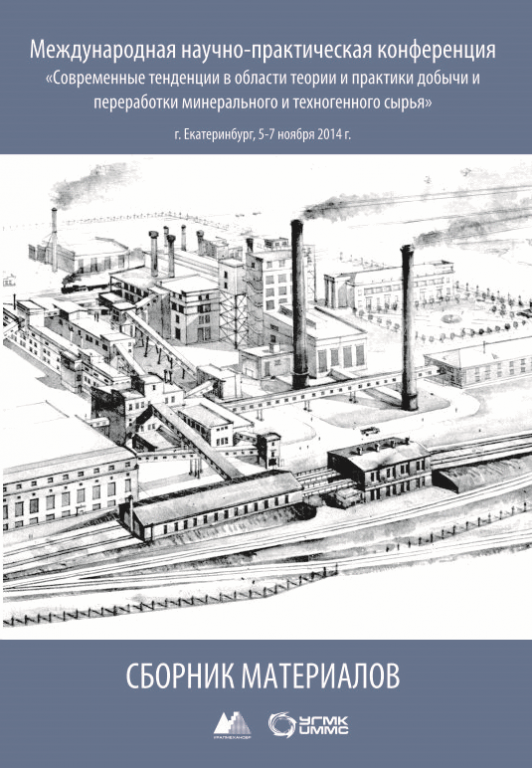 Международная научно-практическая конференция
«Современные тенденции в области теории и практики добычи и
переработки минерального и техногенного сырья»
г. Екатеринбург, 5-7 ноября 2014 г.
СБОРНИК МАТЕРИАЛОВ
УРАЛМЕХАНОБР
УГМК
UMMC